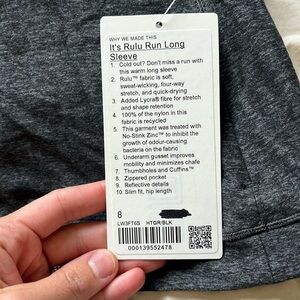 WHY WE MADE THIS
It's Rulu Run Long
Sleeve
1. Cold out? Don't miss a run with
this warm long sleeve
2. Rulu™ fabric is soft,
sweat-wicking, four-way
stretch, and quick-drying
3. Added Lycra® fibre for stretch
and shape retention
4. 100% of the nylon in this
fabric is recycled
5. This garment was treated with
No-Stink Zinc™ to inhibit the
growth of odour-causing
bacteria on the fabric
6. Underarm gusset improves
mobility and minimizes chafe
7. Thumbholes and Cuffins™
8. Zippered pocket
9. Reflective details
10. Slim fit, hip length
8
LW3FT6S HTGR/BLK
000139552478